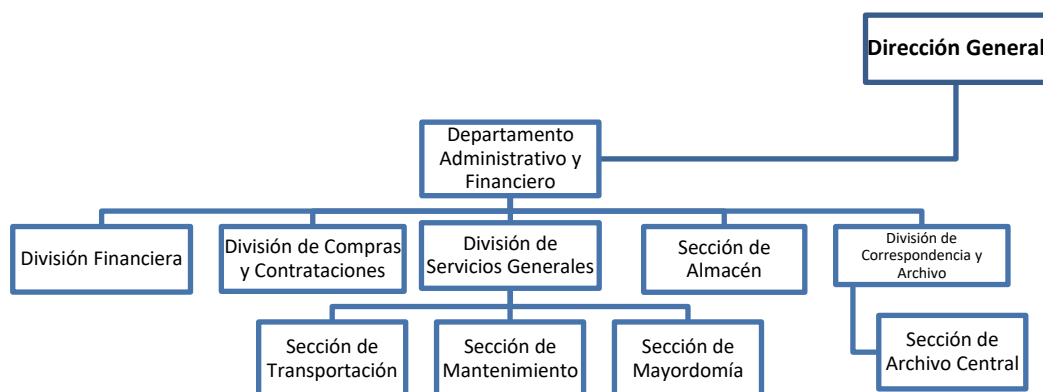 Dirección General
Departamento
Administrativo y
Financiero
División Financiera
División de Compras
y Contrataciones
División de
Servicios Generales
Sección de
Almacén
División de
Correspondencia y
Archivo
Sección de
Transportación
Sección de
Mantenimiento
Sección de
Mayordomía
Sección de
Archivo Central